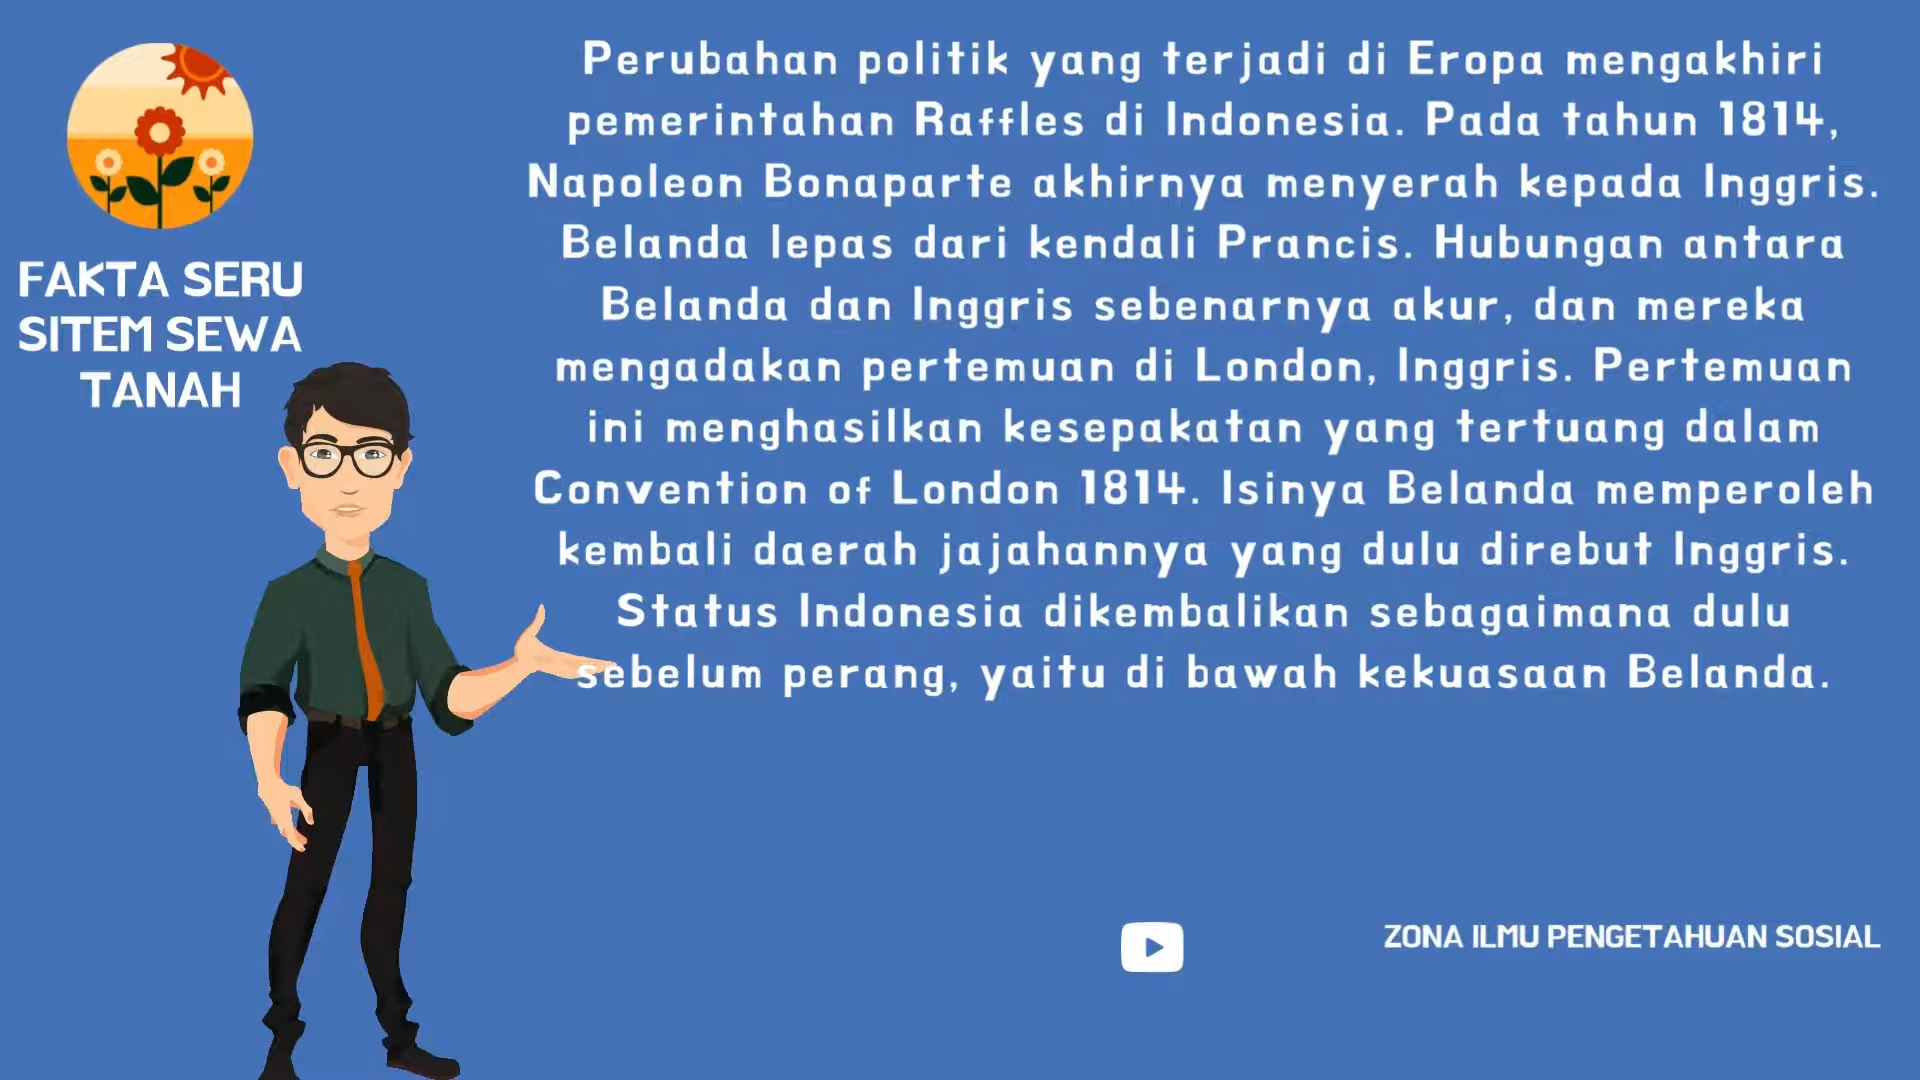 FAKTA SERU
SITEM SEWA
TANAH
Perubahan politik yang terjadi di Eropa mengakhiri
pemerintahan Raffles di Indonesia. Pada tahun 1814,
Napoleon Bonaparte akhirnya menyerah kepada Inggris.
Belanda lepas dari kendali Prancis. Hubungan antara
Belanda dan Inggris sebenarnya akur, dan mereka
mengadakan pertemuan di London, Inggris. Pertemuan
ini menghasilkan kesepakatan yang tertuang dalam
Convention of London 1814. Isinya Belanda memperoleh
kembali daerah jajahannya yang dulu direbut Inggris.
Status Indonesia dikembalikan sebagaimana dulu
sebelum perang, yaitu di bawah kekuasaan Belanda.
ZONA ILMU PENGETAHUAN SOSIAL